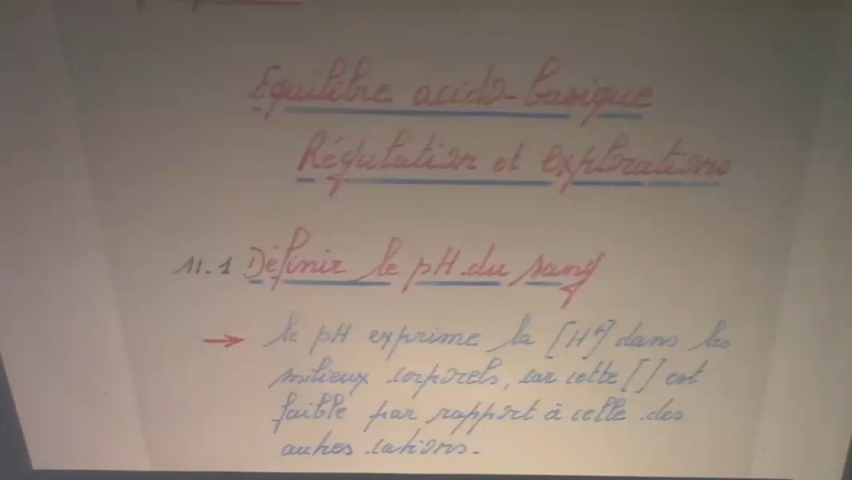 Equilibre acido-basique
Régulation et explorations
11.1 Définir le pH du sang
→ le pH exprime la [H⁺] dans les
milieux corporels, car cette [ ] est
faible par rapport à celle des
autres cations.